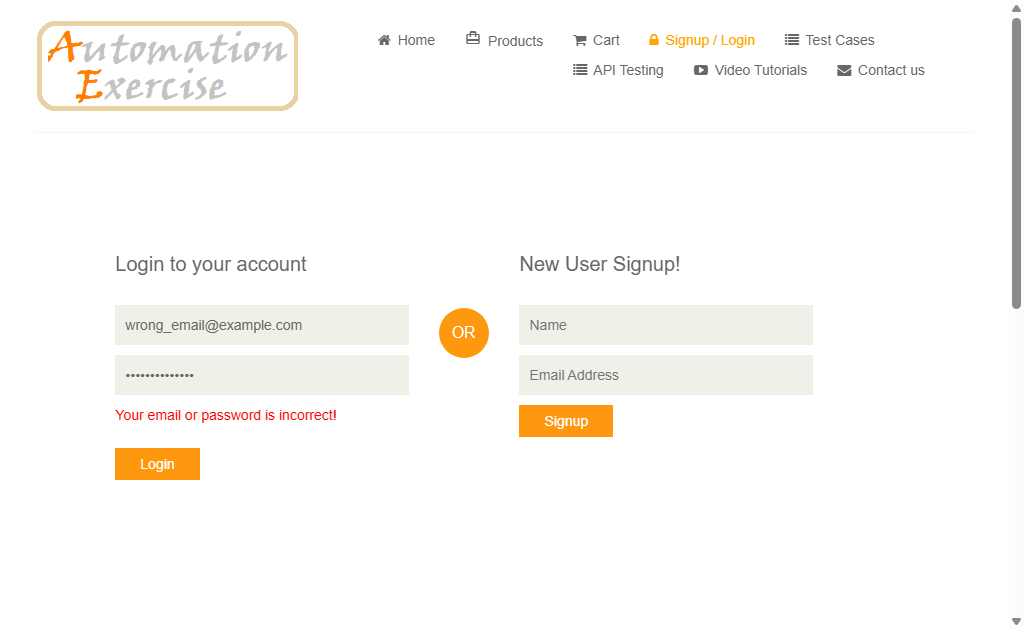 Automation
Exercise
Home
Products
Cart
Signup / Login
Test Cases
API Testing
Video Tutorials
Contact us
Login to your account
wrong_email@example.com
••••••••••••••
Your email or password is incorrect!
Login
OR
New User Signup!
Name
Email Address
Signup